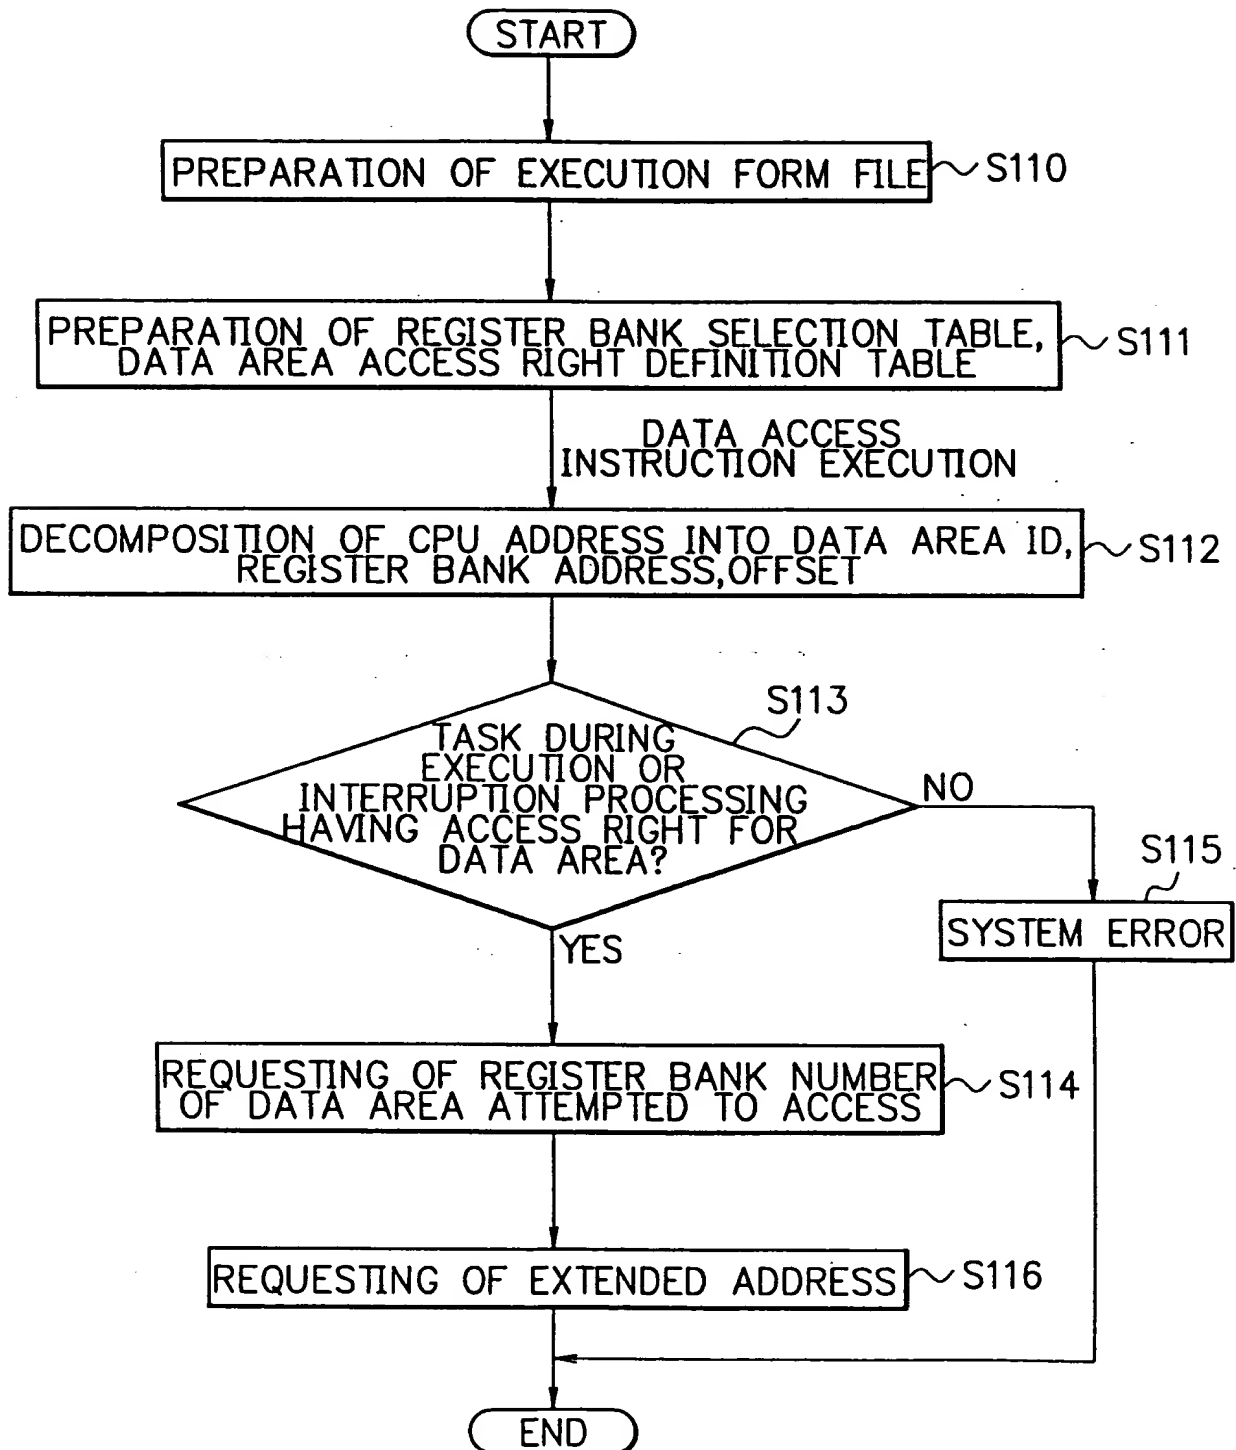 START
PREPARATION OF EXECUTION FORM FILE
S110
PREPARATION OF REGISTER BANK SELECTION TABLE,
DATA AREA ACCESS RIGHT DEFINITION TABLE
S111
DATA ACCESS
INSTRUCTION EXECUTION
DECOMPOSITION OF CPU ADDRESS INTO DATA AREA ID,
REGISTER BANK ADDRESS,OFFSET
S112
S113
TASK DURING
EXECUTION OR
INTERRUPTION PROCESSING
HAVING ACCESS RIGHT FOR
DATA AREA?
NO
S115
SYSTEM ERROR
YES
REQUESTING OF REGISTER BANK NUMBER
OF DATA AREA ATTEMPTED TO ACCESS
S114
REQUESTING OF EXTENDED ADDRESS
S116
END